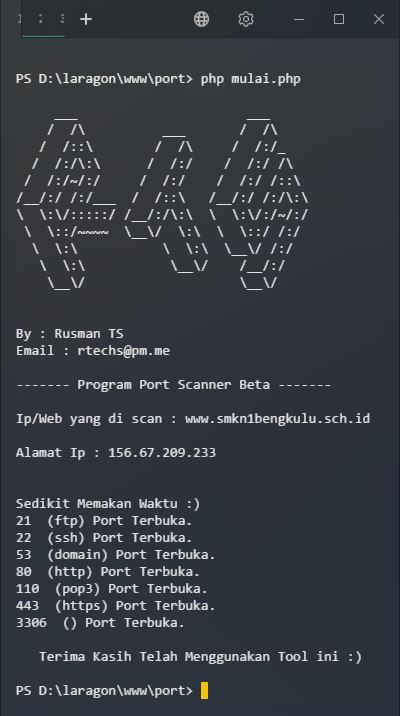 PS D:\laragon\www\port> php mulai.php
By : Rusman TS
Email : rtechs@pm.me
------- Program Port Scanner Beta -------
Ip/Web yang di scan : www.smkn1bengkulu.sch.id
Alamat Ip : 156.67.209.233
Sedikit Memakan Waktu :)
21  (ftp) Port Terbuka.
22  (ssh) Port Terbuka.
53  (domain) Port Terbuka.
80  (http) Port Terbuka.
110  (pop3) Port Terbuka.
443  (https) Port Terbuka.
3306  () Port Terbuka.
Terima Kasih Telah Menggunakan Tool ini :)
PS D:\laragon\www\port>